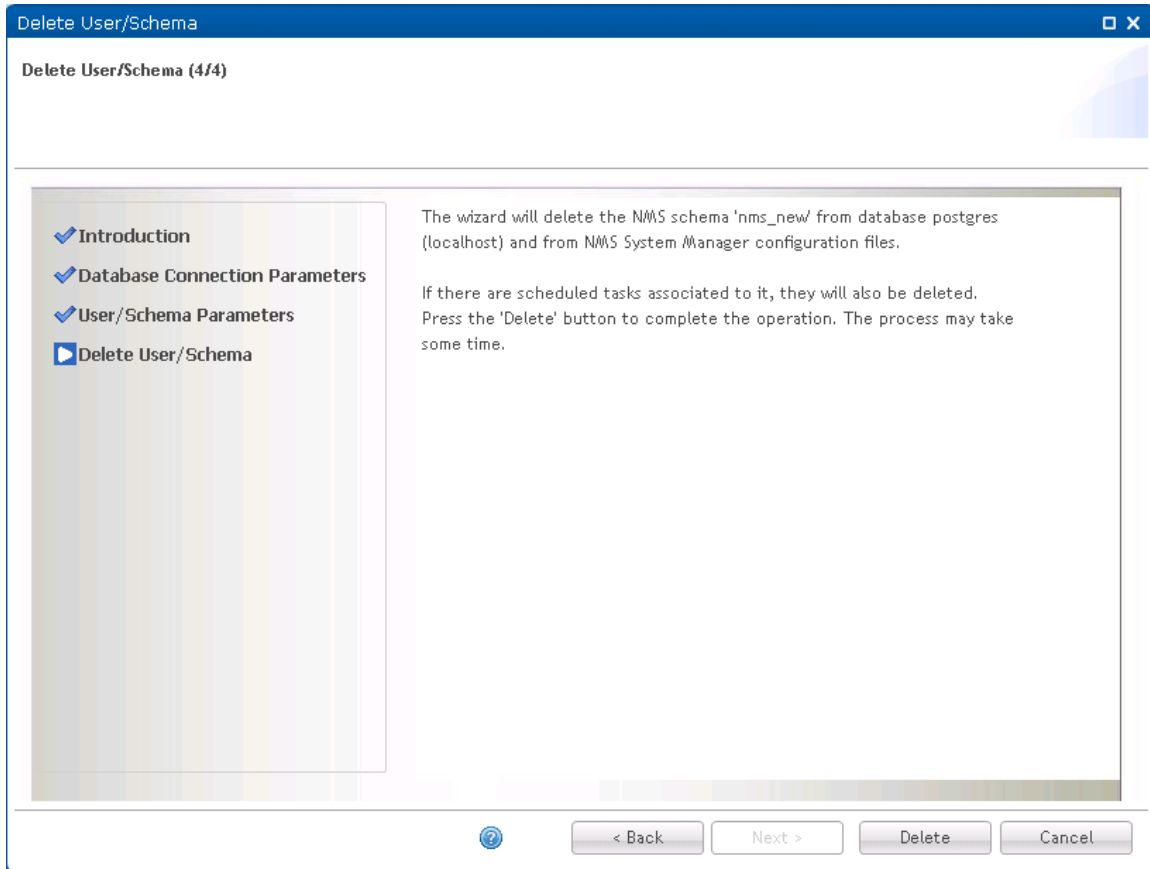 Delete User/Schema
Delete User/Schema (4/4)
Introduction
Database Connection Parameters
User/Schema Parameters
Delete User/Schema
The wizard will delete the NMS schema 'nms_new' from database postgres
(localhost) and from NMS System Manager configuration files.
If there are scheduled tasks associated to it, they will also be deleted.
Press the 'Delete' button to complete the operation. The process may take
some time.
?
< Back
Next >
Delete
Cancel